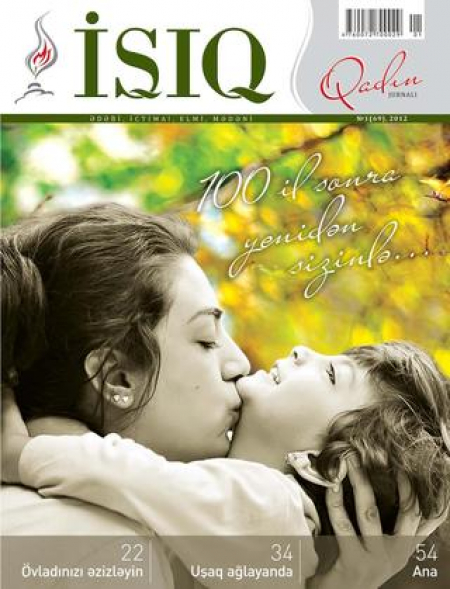 İŞIQ
Qadın
JURNALI
ƏDƏBİ, İCTİMAİ, ELMİ, MƏDƏNİ
№1(69), 2012
100 il sonra
yenidən
sizinlə...
22
Övladınızı əzizləyin
34
Uşaq ağlayanda
54
Ana